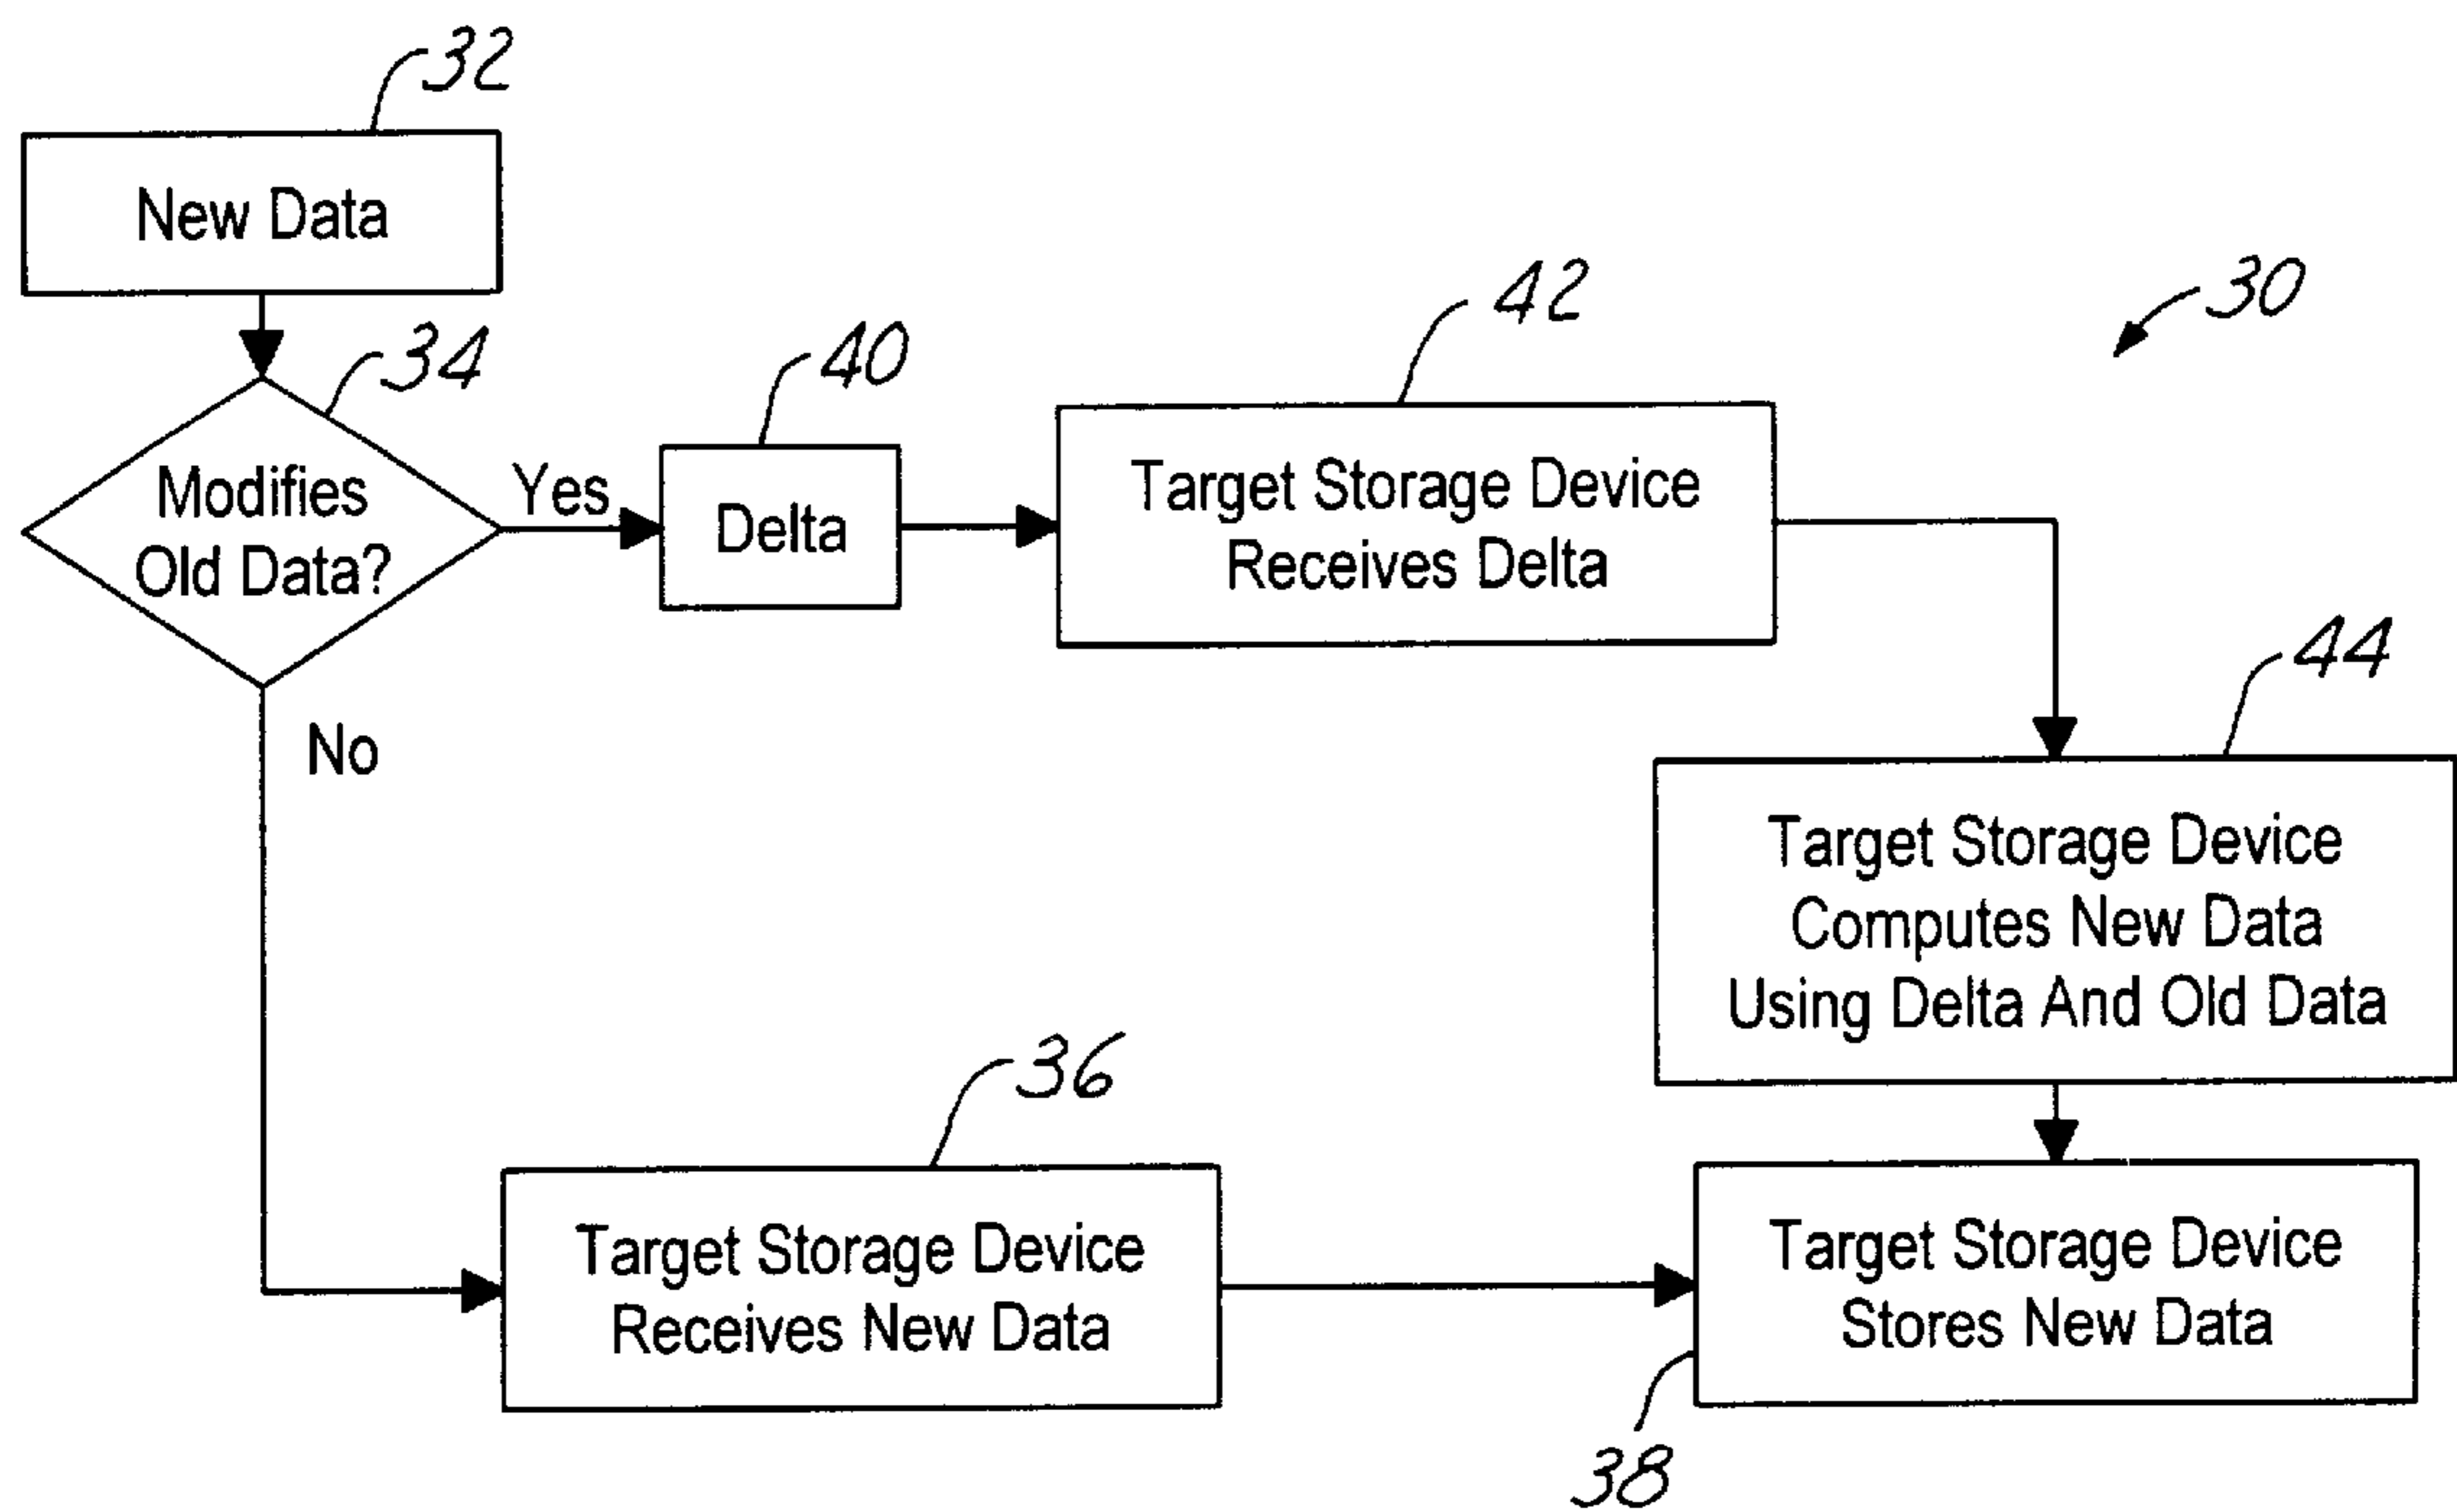 32
New Data
34
Modifies
Old Data?
Yes
No
40
Delta
42
Target Storage Device
Receives Delta
30
44
Target Storage Device
Computes New Data
Using Delta And Old Data
36
Target Storage Device
Receives New Data
Target Storage Device
Stores New Data
38